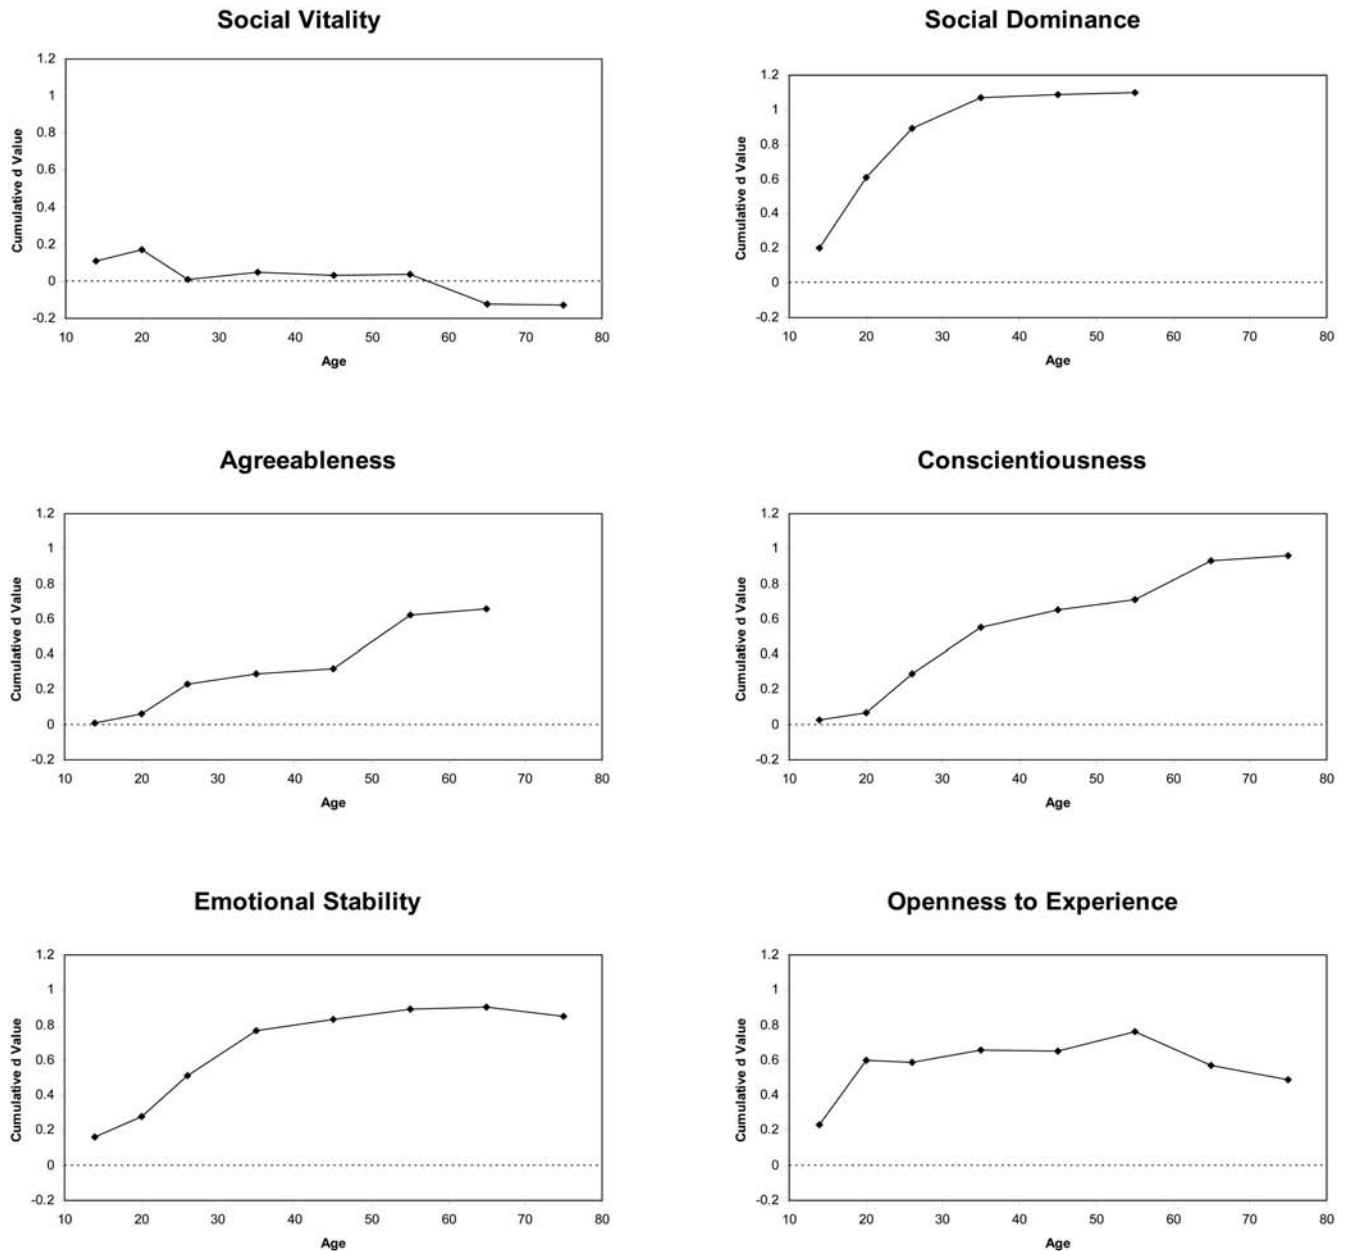 Social Vitality
1.2
1
0.8
0.6
0.4
0.2
0
-0.2
Cumulative d Value
10 20 30 40 50 60 70 80
Age
Social Dominance
1.2
1
0.8
0.6
0.4
0.2
0
-0.2
Cumulative d Value
10 20 30 40 50 60 70 80
Age
Agreeableness
1.2
1
0.8
0.6
0.4
0.2
0
-0.2
Cumulative d Value
10 20 30 40 50 60 70 80
Age
Conscientiousness
1.2
1
0.8
0.6
0.4
0.2
0
-0.2
Cumulative d Value
10 20 30 40 50 60 70 80
Age
Emotional Stability
1.2
1
0.8
0.6
0.4
0.2
0
-0.2
Cumulative d Value
10 20 30 40 50 60 70 80
Age
Openness to Experience
1.2
1
0.8
0.6
0.4
0.2
0
-0.2
Cumulative d Value
10 20 30 40 50 60 70 80
Age